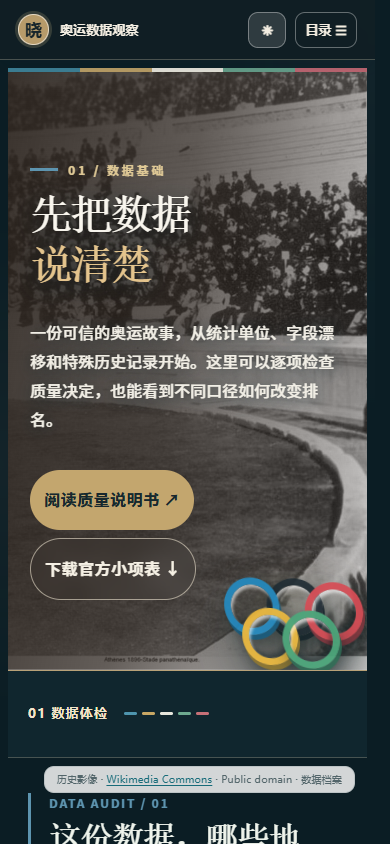 晓 奥运数据观察 目录
01 / 数据基础
先把数据
说清楚
一份可信的奥运故事，从统计单位、字段漂
移和特殊历史记录开始。这里可以逐项检查
质量决定，也能看到不同口径如何改变排
名。
阅读质量说明书 ↗
下载官方小项表 ↓
Athènes 1906-Stade panathénaïque.
01 数据体检
历史影像 · Wikimedia Commons · Public domain · 数据档案
DATA AUDIT / 01
这份数据，哪些地